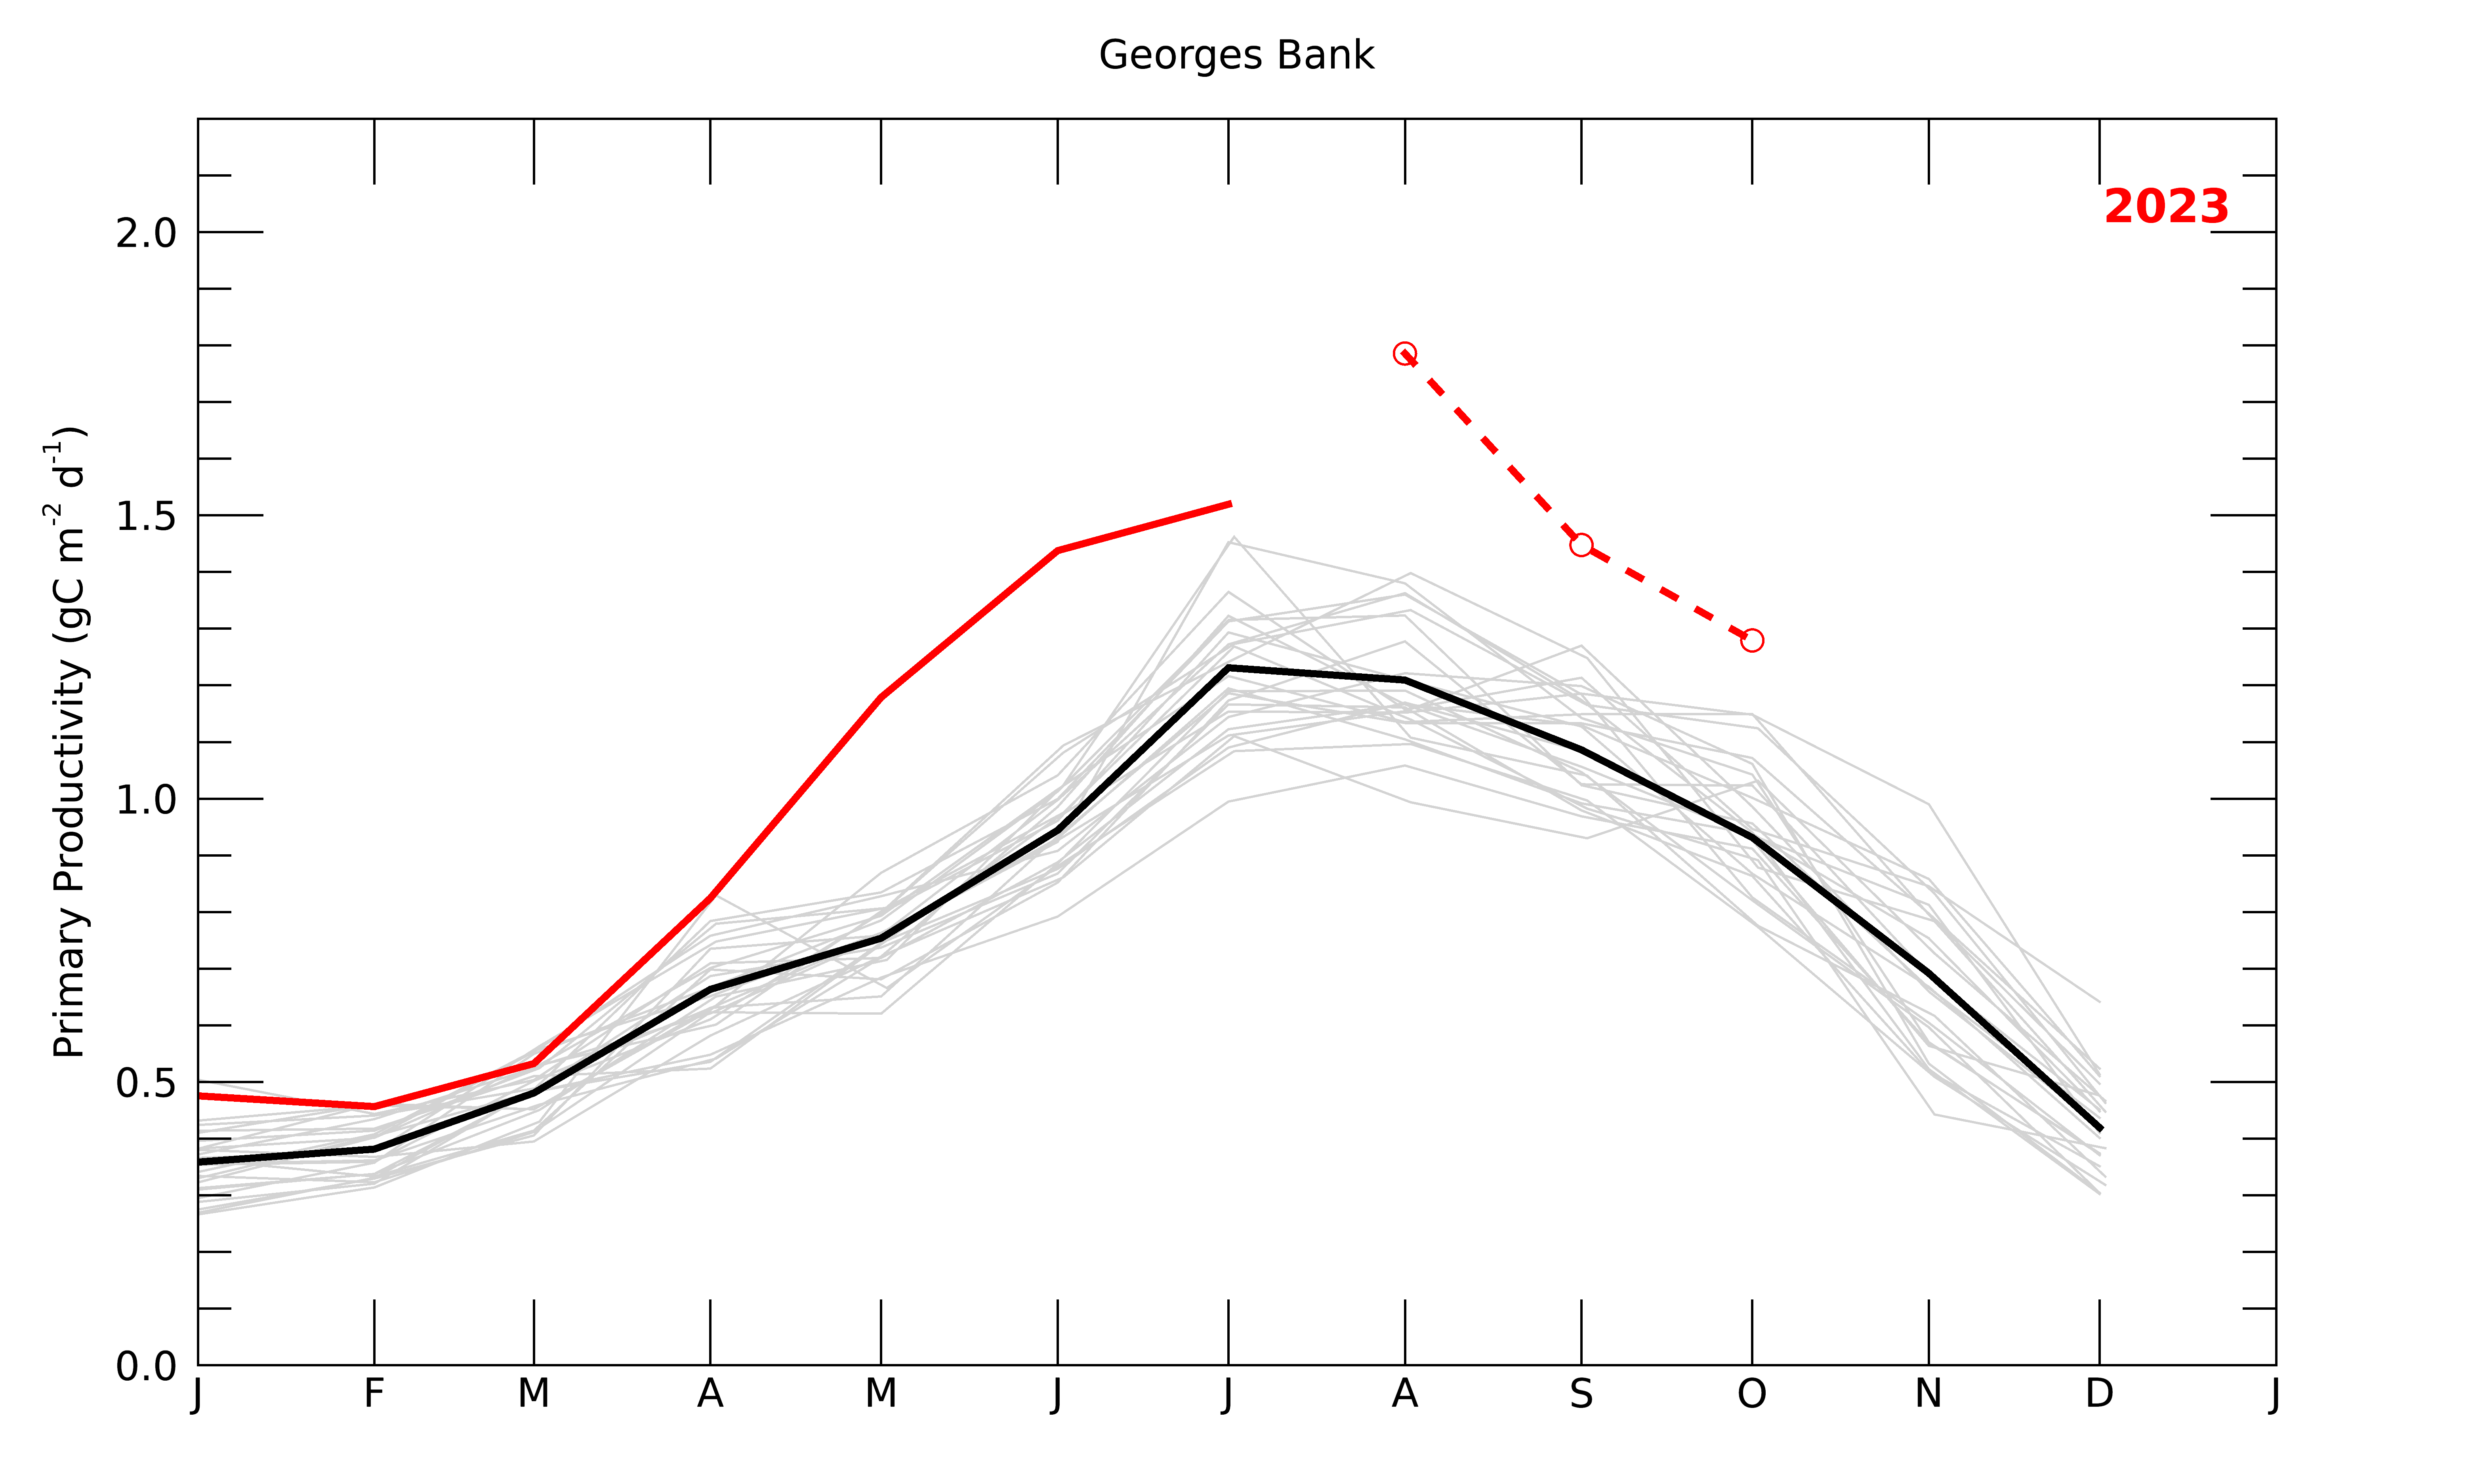 Georges Bank
2023
Primary Productivity (gC m⁻² d⁻¹)
2.0
1.5
1.0
0.5
0.0
J F M A M J J A S O N D J